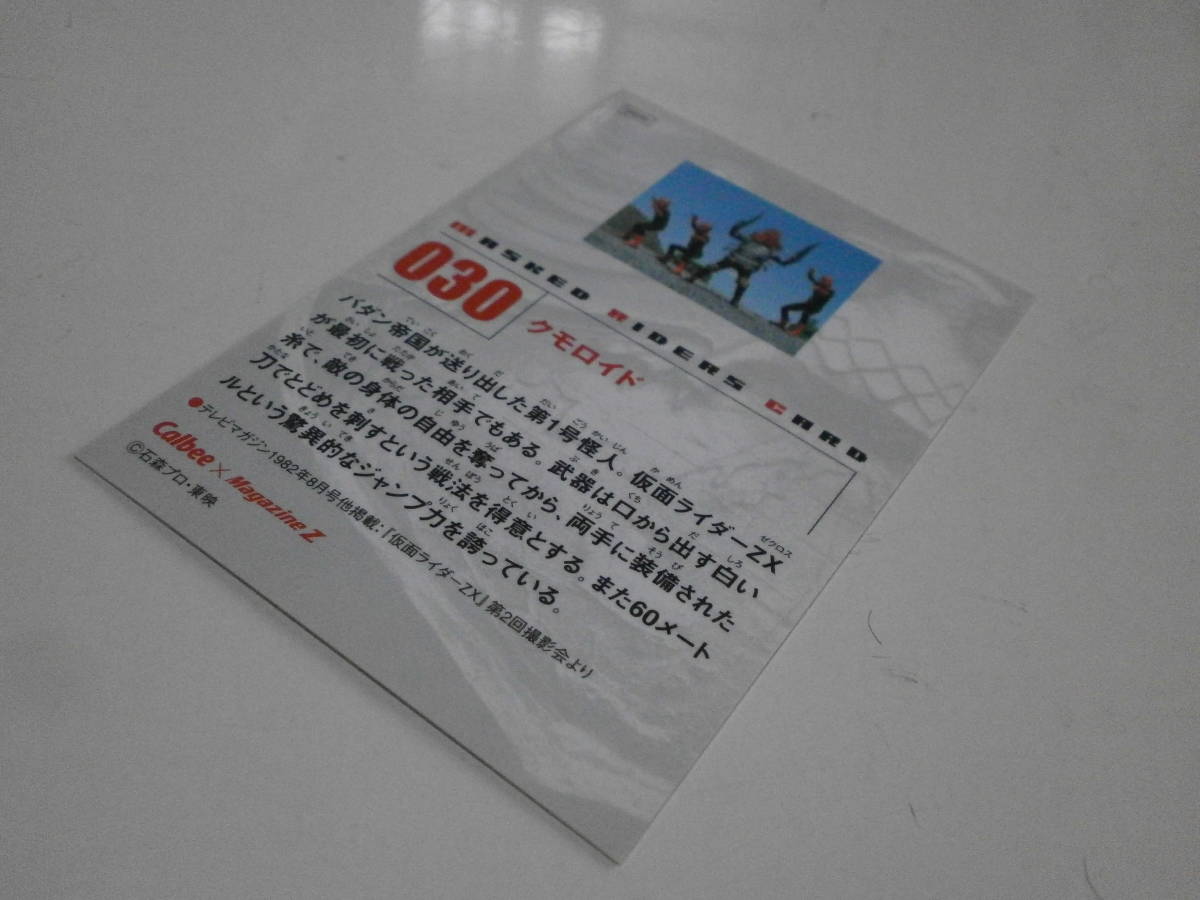 MASKED RIDERS CARD
030
クモロイド
バダン帝国が送り出した第1号怪人。仮面ライダーZX
が最初に戦った相手でもある。武器は口から出す白い
糸で、敵の身体の自由を奪ってから、両手に装備された
刀でとどめを刺すという戦法を得意とする。また60メート
ルという驚異的なジャンプ力を誇っている。
●テレビマガジン1982年8月号他掲載:『仮面ライダーZX』第2回撮影会より
Calbee × Magazine Z
©石森プロ・東映